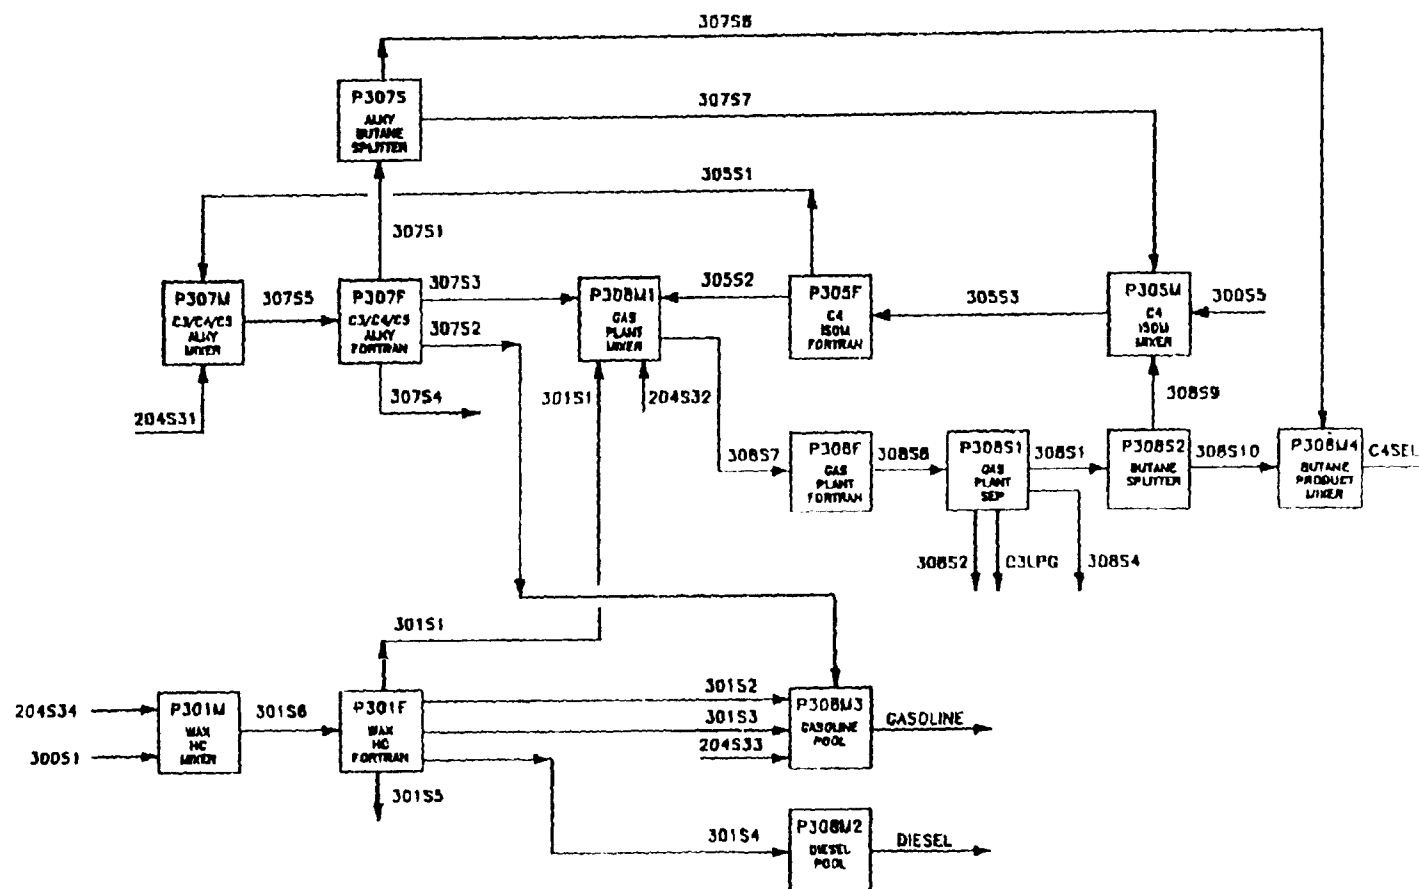 307S8
P307S
ALKY
BUTANE
SPLITTER
307S7
305S1
307S1
P307M
C3/C4/C5
ALKY
MIXER
307S5
P307F
C3/C4/C5
ALKY
FORTRAN
307S3
307S2
P308M1
GAS
PLANT
MIXER
305S2
P305F
C4
ISOM
FORTRAN
305S3
P305M
C4
ISOM
MIXER
300S5
204S31
307S4
301S1
204S32
308S9
308S7
P308F
GAS
PLANT
FORTRAN
308S8
P308S1
GAS
PLANT
SEP
308S1
P308S2
BUTANE
SPLITTER
308S10
P308M4
BUTANE
PRODUCT
MIXER
C4SEL
308S2
C3LPG
308S4
301S1
204S34
300S1
P301M
WAX
HC
MIXER
301S6
P301F
WAX
HC
FORTRAN
301S2
301S3
204S33
P308M3
GASOLINE
POOL
GASOLINE
301S5
301S4
P308M2
DIESEL
POOL
DIESEL